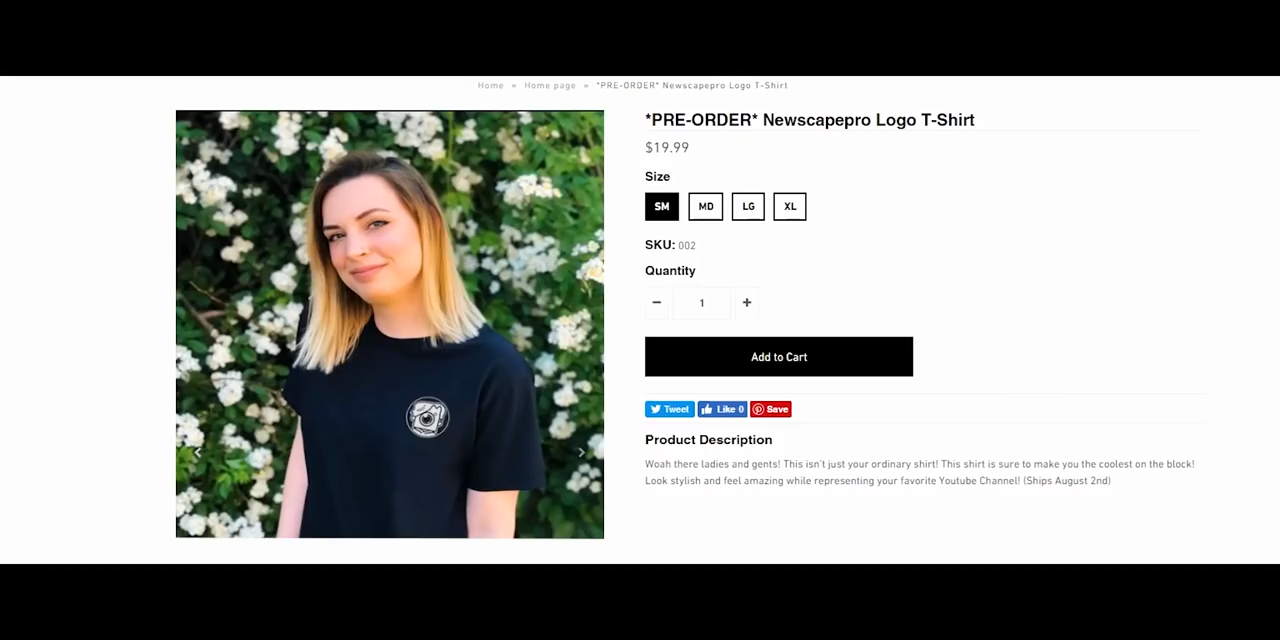 Home » Home page » *PRE-ORDER* Newscapepro Logo T-Shirt
*PRE-ORDER* Newscapepro Logo T-Shirt
$19.99
Size
SM MD LG XL
SKU: 002
Quantity
− 1 +
Add to Cart
Tweet Like 0 Save
Product Description
Woah there ladies and gents! This isn't just your ordinary shirt! This shirt is sure to make you the coolest on the block!
Look stylish and feel amazing while representing your favorite Youtube Channel! (Ships August 2nd)